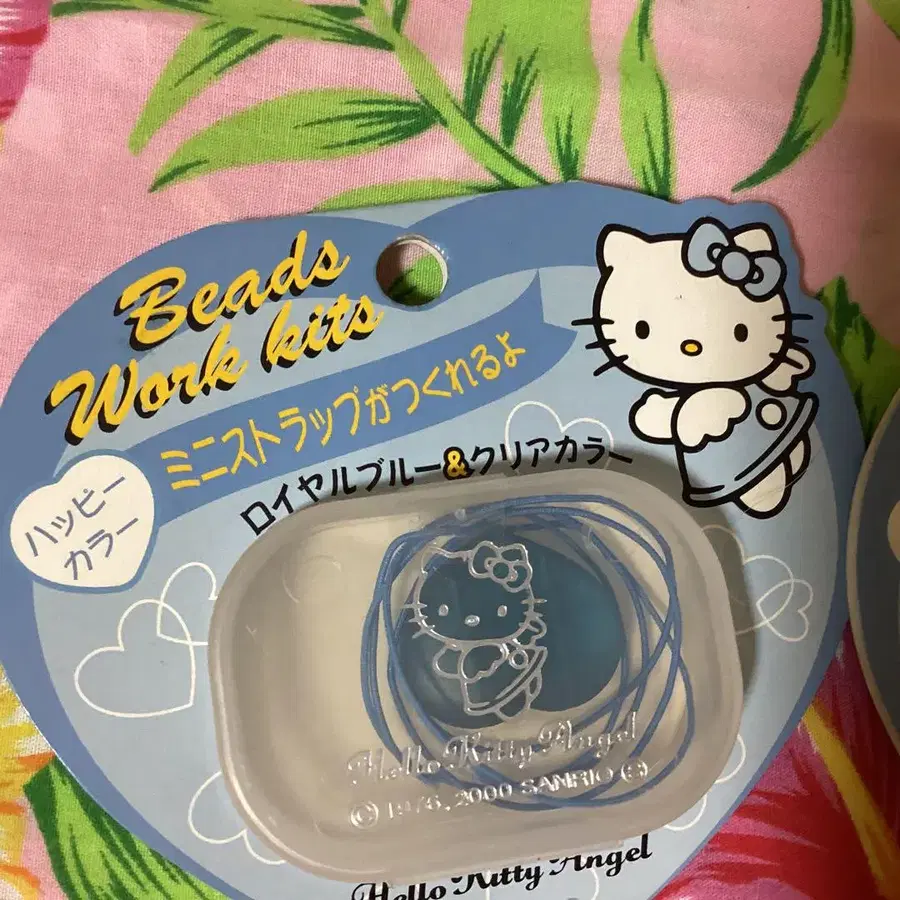 Beads
Work kits
ミニストラップがつくれるよ
ロイヤルブルー&クリアカラー
ハッピー
カラー
Hello Kitty Angel
© 1976, 2000 SANRIO ©
Hello Kitty Angel